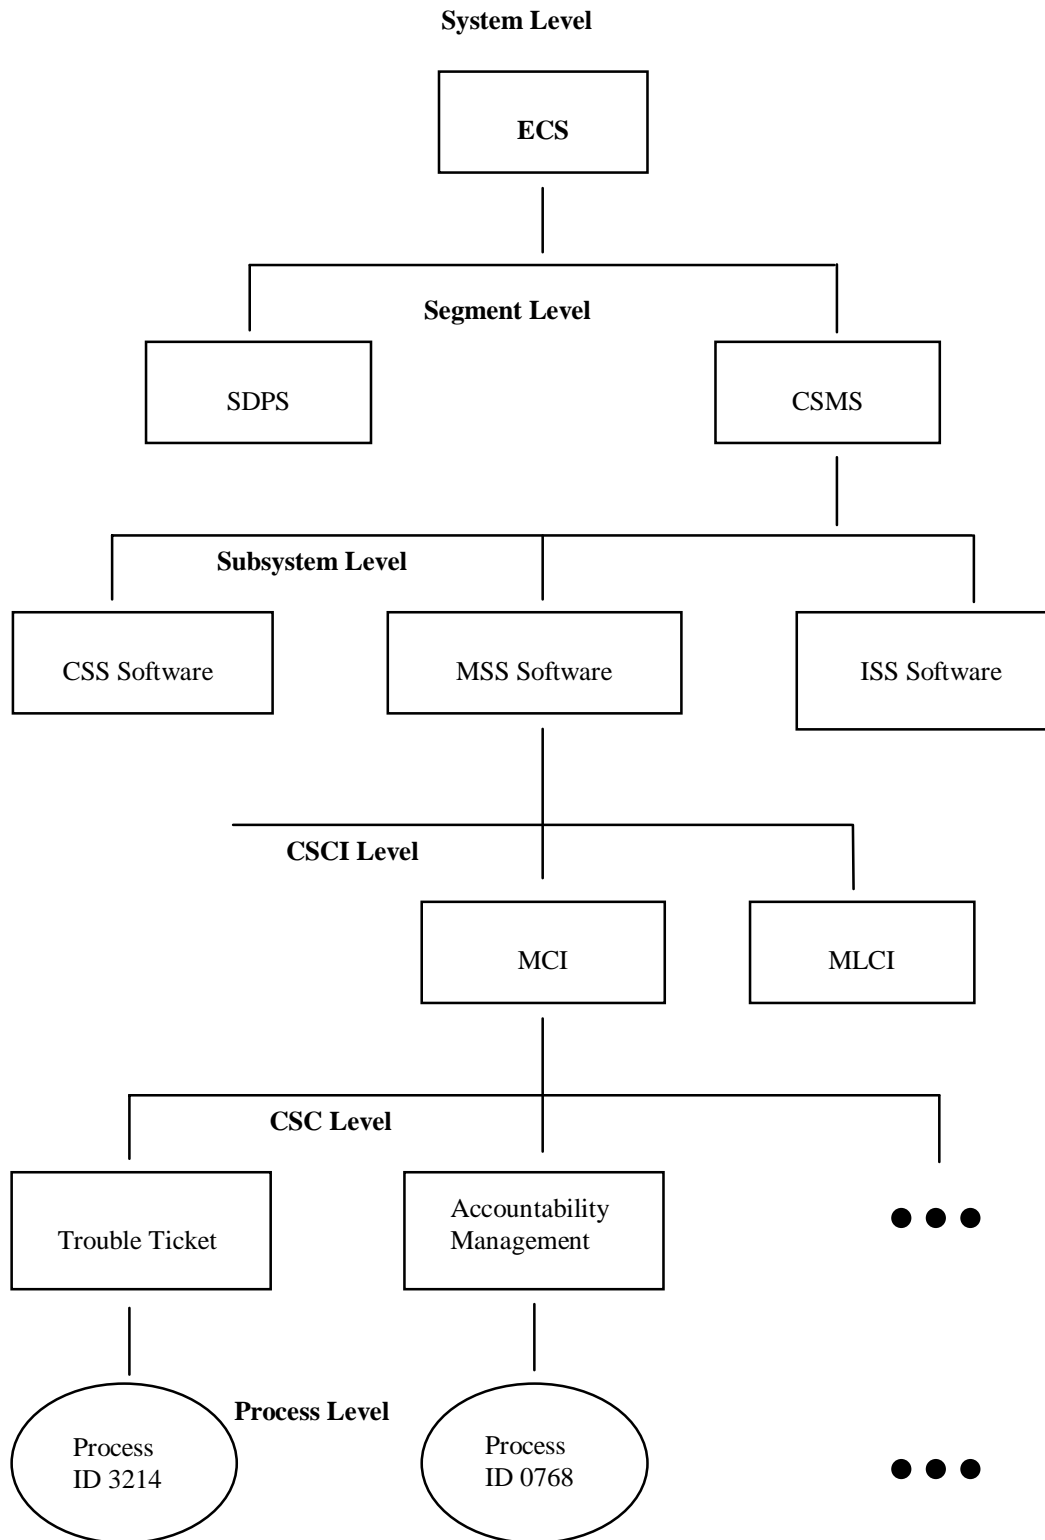 System Level
ECS
Segment Level
SDPS
CSMS
Subsystem Level
CSS Software
MSS Software
ISS Software
CSCI Level
MCI
MLCI
CSC Level
Trouble Ticket
Accountability
Management
Process Level
Process
ID 3214
Process
ID 0768